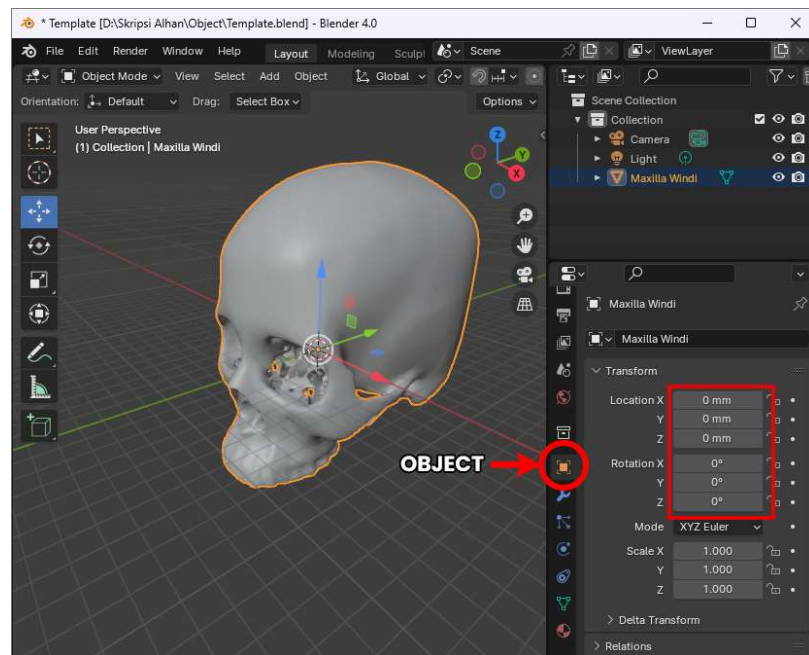 * Template [D:\Skripsi Alhan\Object\Template.blend] - Blender 4.0
File Edit Render Window Help Layout Modeling Sculpt Scene ViewLayer
Object Mode View Select Add Object Global
Orientation: Default Drag: Select Box Options
User Perspective
(1) Collection | Maxilla Windi
Z
Y
X
Scene Collection
Collection
Camera
Light
Maxilla Windi
Maxilla Windi
Maxilla Windi
Transform
Location X 0 mm
Y 0 mm
Z 0 mm
OBJECT
Rotation X 0°
Y 0°
Z 0°
Mode XYZ Euler
Scale X 1.000
Y 1.000
Z 1.000
Delta Transform
Relations